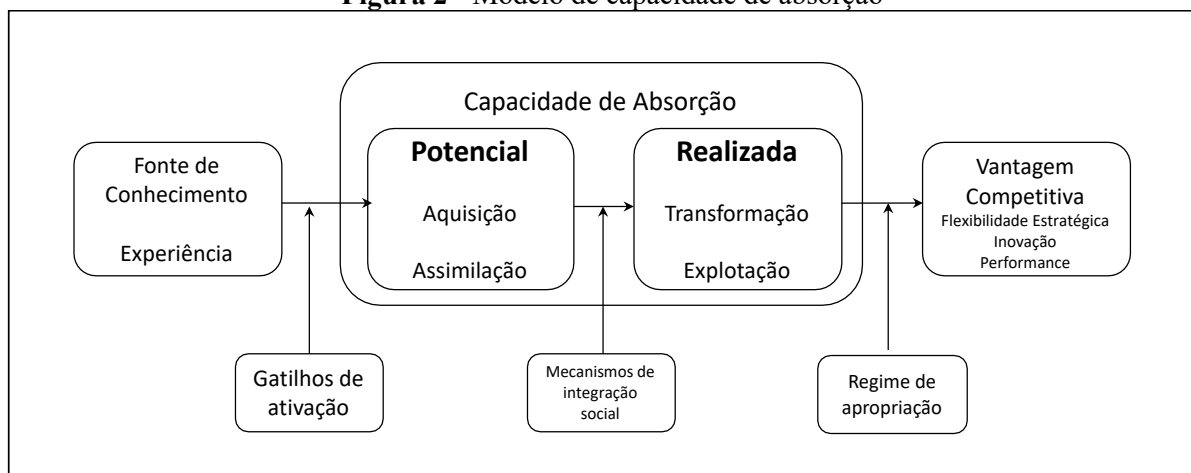 Figura 2 - Modelo de capacidade de absorção
Capacidade de Absorção
Fonte de
Conhecimento
Experiência
Potencial
Aquisição
Assimilação
Realizada
Transformação
Explotação
Vantagem
Competitiva
Flexibilidade Estratégica
Inovação
Performance
Gatilhos de
ativação
Mecanismos de
integração
social
Regime de
apropriação